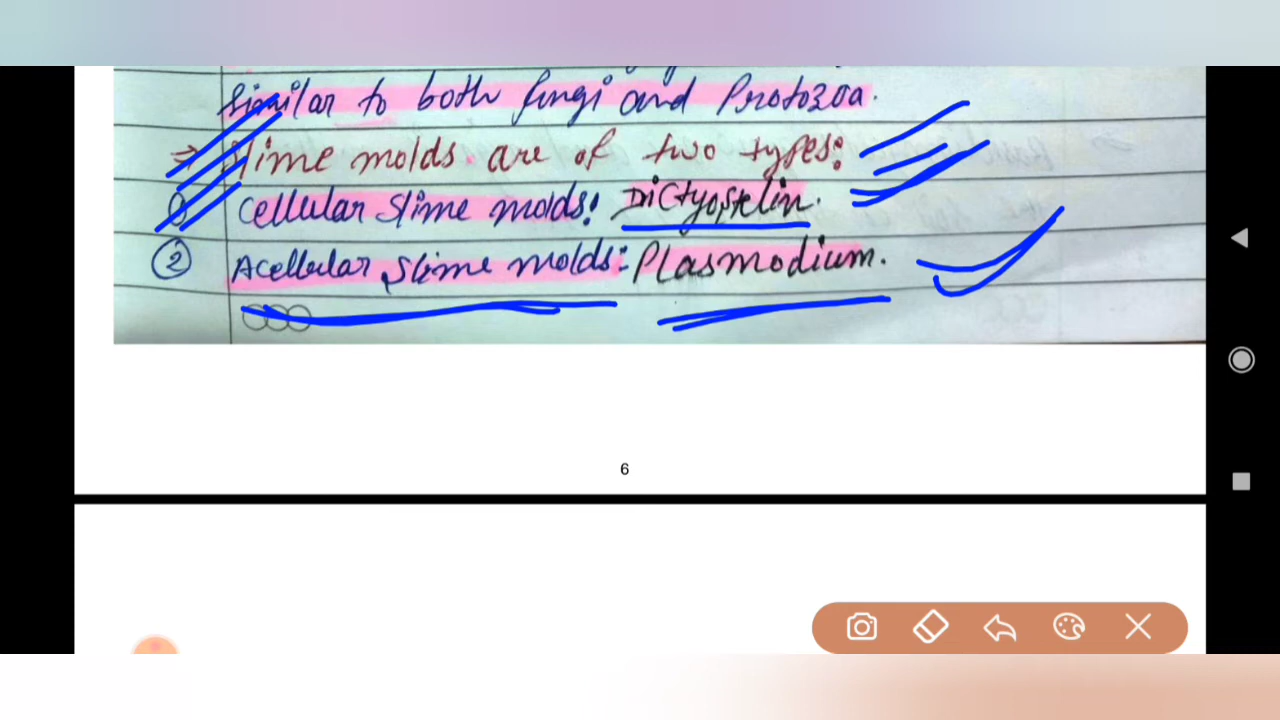 Similar to both fungi and Protozoa.
⇒ Slime molds are of two types:
① Cellular Slime molds: Dictyostelin.
② Acellular Slime molds: Plasmodium.
6